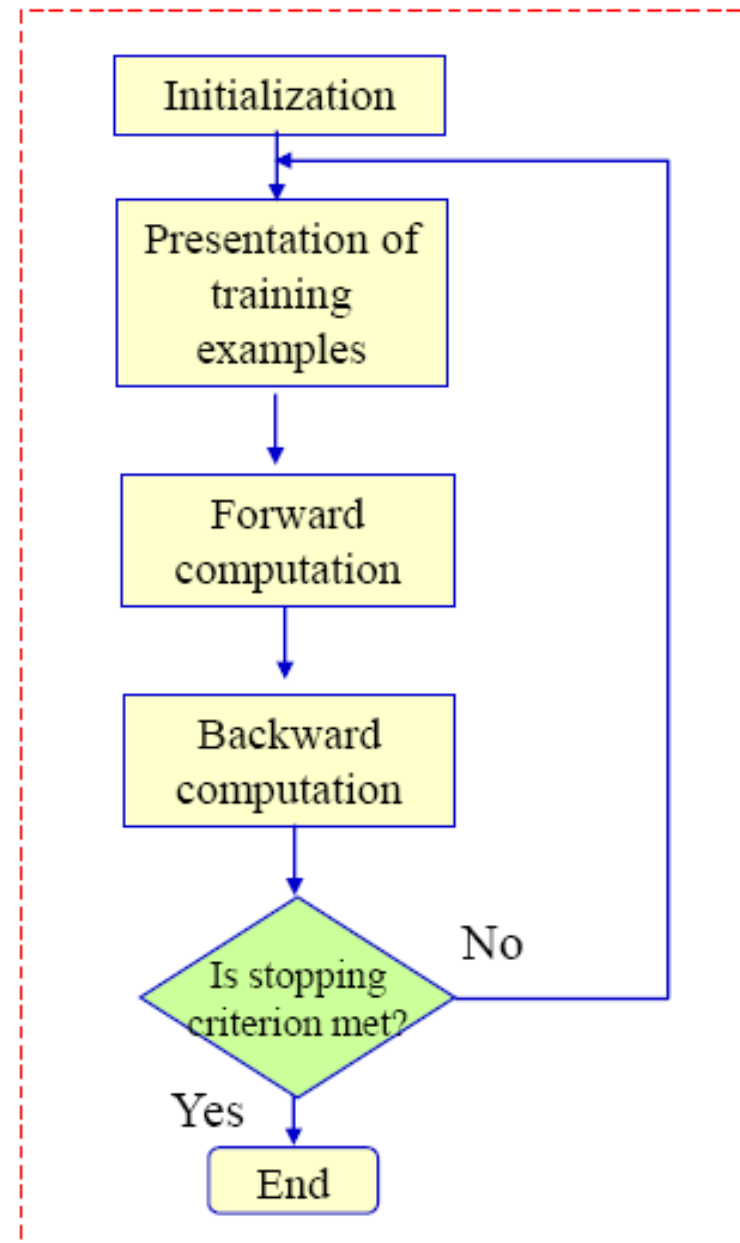 Initialization
Presentation of
training
examples
Forward
computation
Backward
computation
Is stopping
criterion met?
No
Yes
End